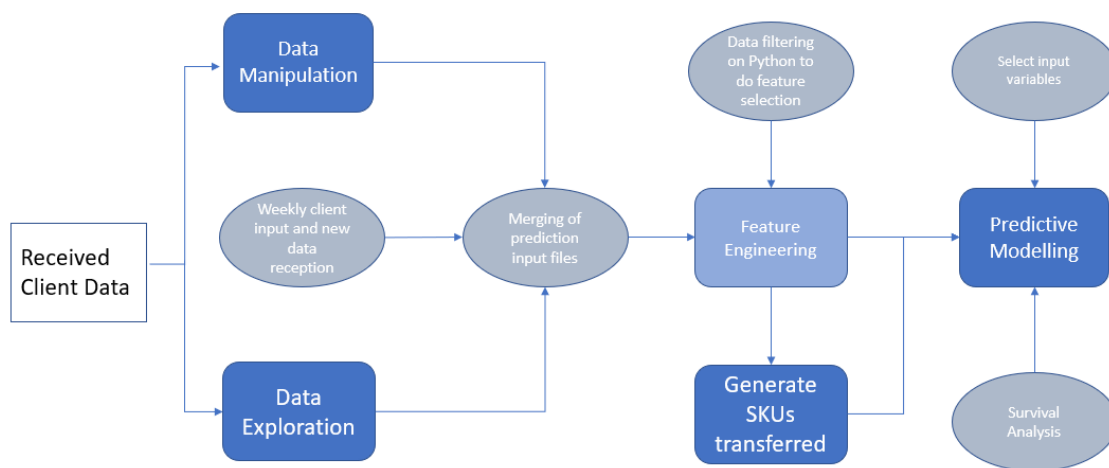 Received
Client Data
Data
Manipulation
Weekly client
input and new
data
reception
Data
Exploration
Merging of
prediction
input files
Data filtering
on Python to
do feature
selection
Feature
Engineering
Generate
SKUs
transferred
Select input
variables
Predictive
Modelling
Survival
Analysis